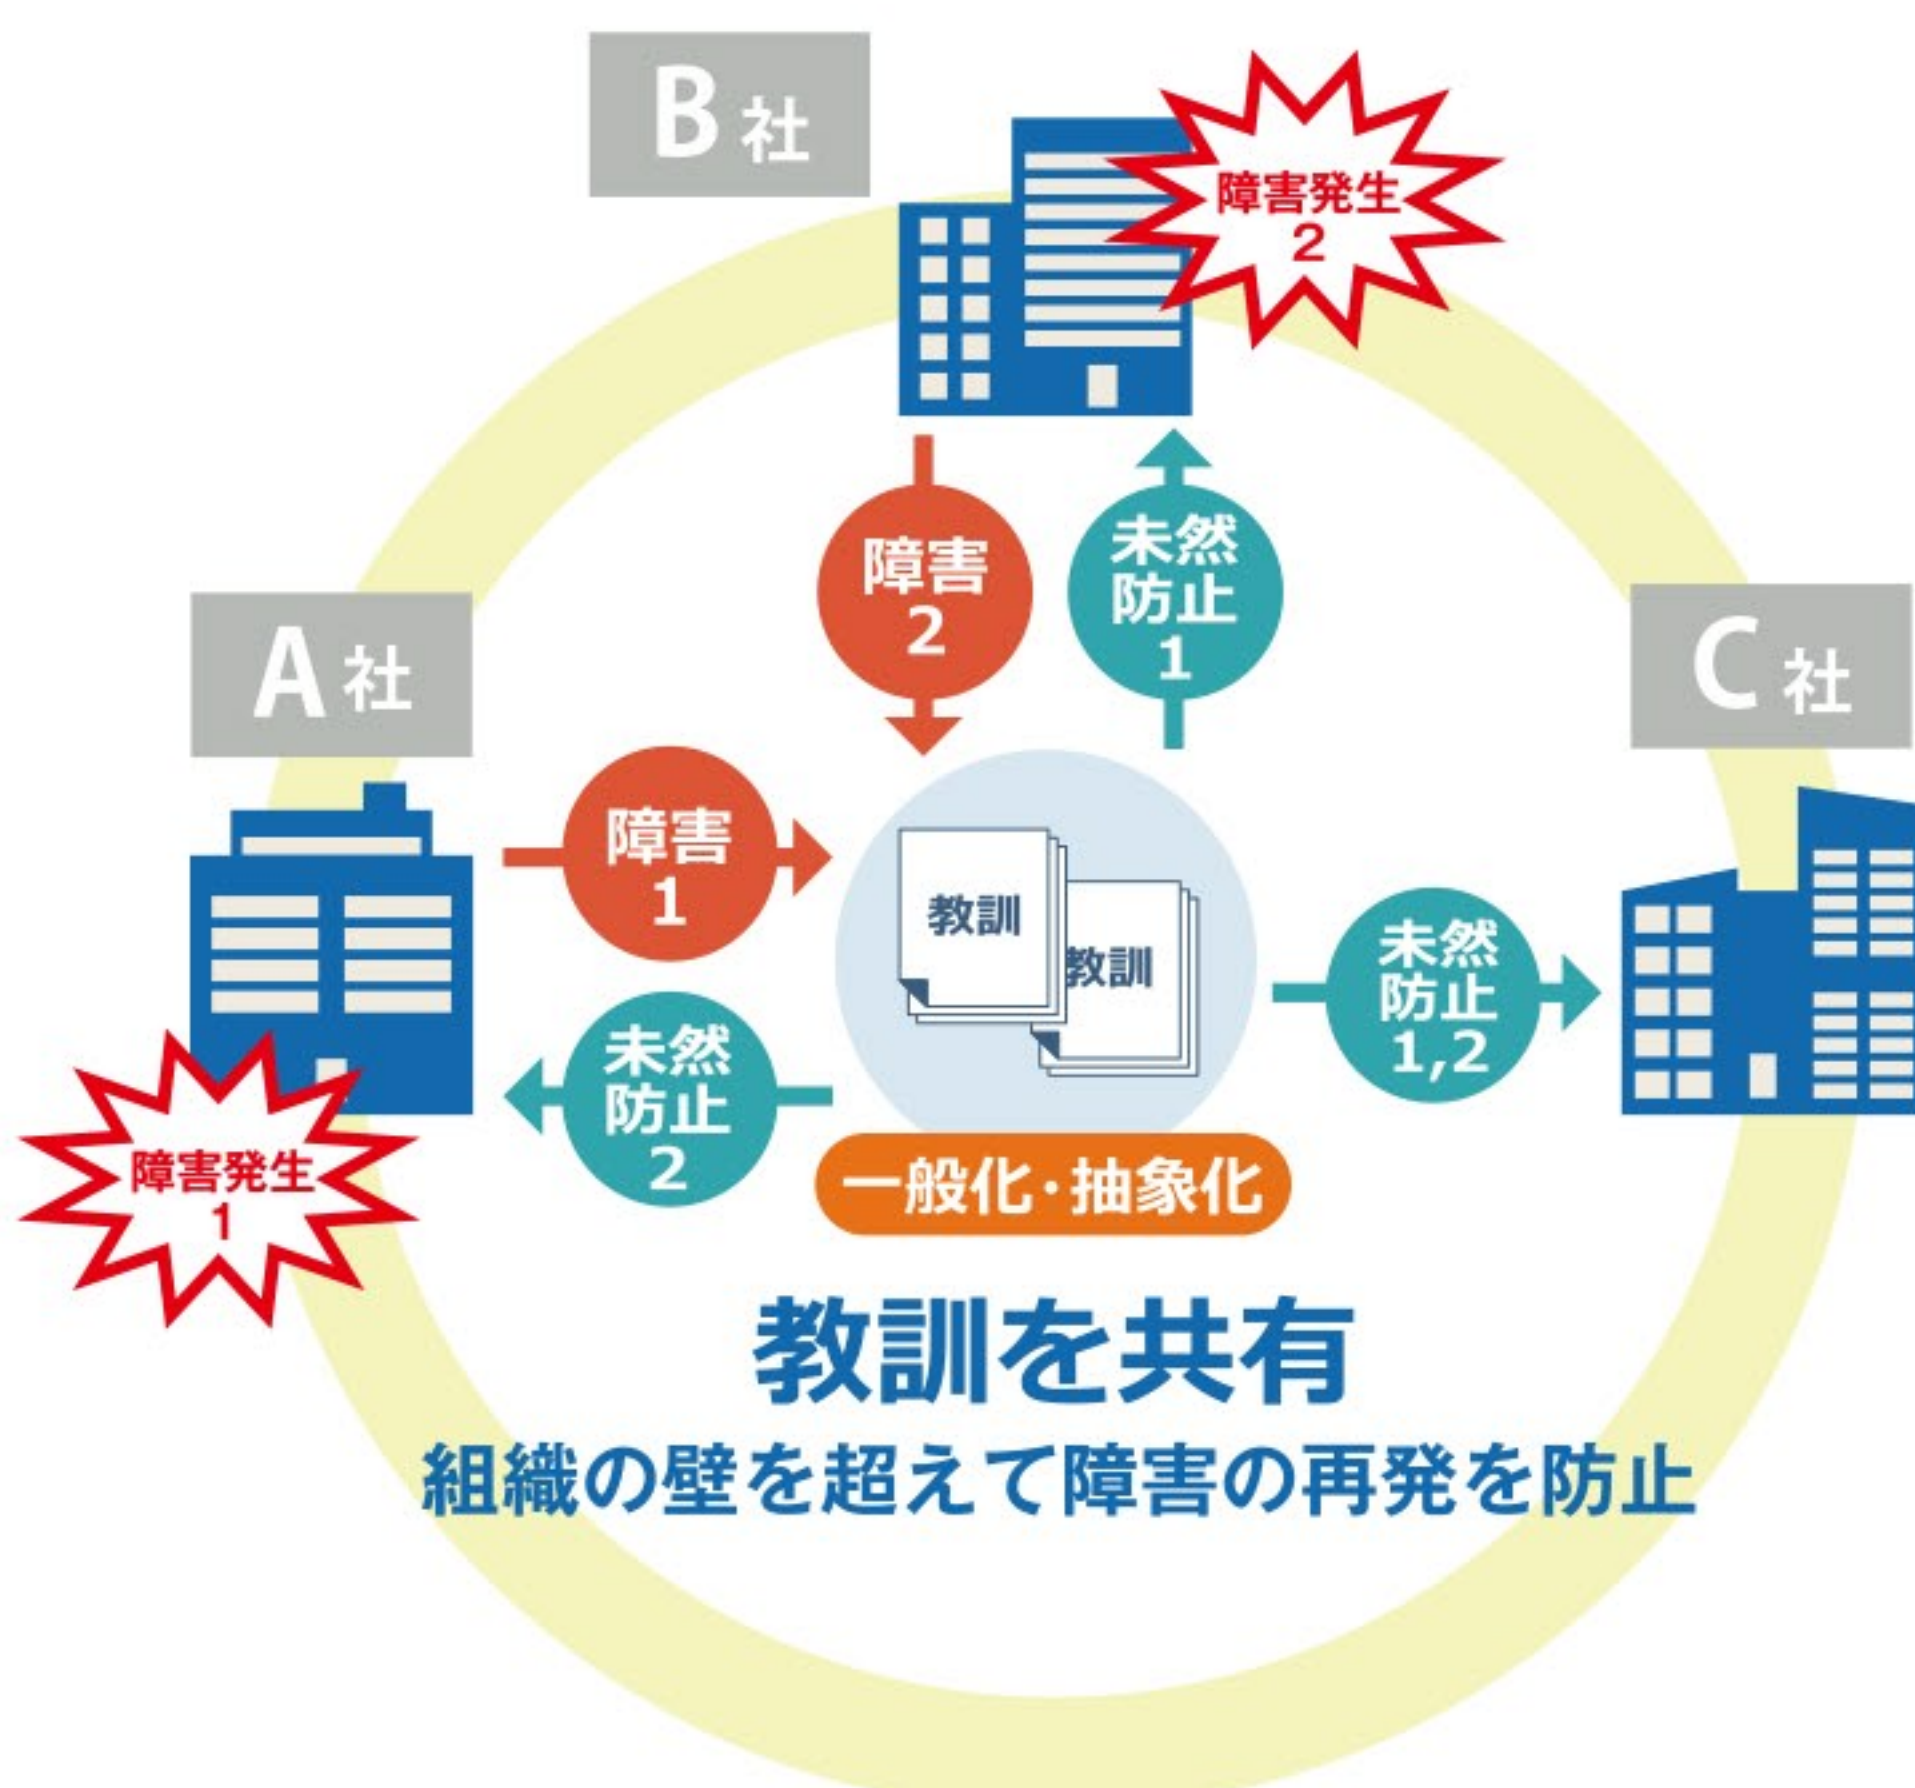 B社
障害発生
2
障害
2
未然
防止
1
A社
C社
障害
1
教訓
教訓
未然
防止
1,2
未然
防止
2
障害発生
1
一般化・抽象化
教訓を共有
組織の壁を超えて障害の再発を防止